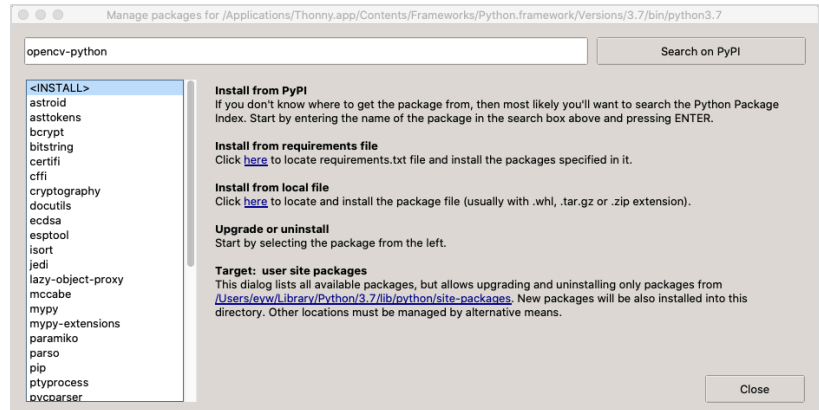 Manage packages for /Applications/Thonny.app/Contents/Frameworks/Python.framework/Versions/3.7/bin/python3.7
opencv-python
Search on PyPI
<INSTALL>
astroid
asttokens
bcrypt
bitstring
certifi
cffi
cryptography
docutils
ecdsa
esptool
isort
jedi
lazy-object-proxy
mccabe
mypy
mypy-extensions
paramiko
parso
pip
ptyprocess
pycparser
Install from PyPI
If you don't know where to get the package from, then most likely you'll want to search the Python Package
Index. Start by entering the name of the package in the search box above and pressing ENTER.
Install from requirements file
Click here to locate requirements.txt file and install the packages specified in it.
Install from local file
Click here to locate and install the package file (usually with .whl, .tar.gz or .zip extension).
Upgrade or uninstall
Start by selecting the package from the left.
Target:  user site packages
This dialog lists all available packages, but allows upgrading and uninstalling only packages from
/Users/eyw/Library/Python/3.7/lib/python/site-packages. New packages will be also installed into this
directory. Other locations must be managed by alternative means.
Close